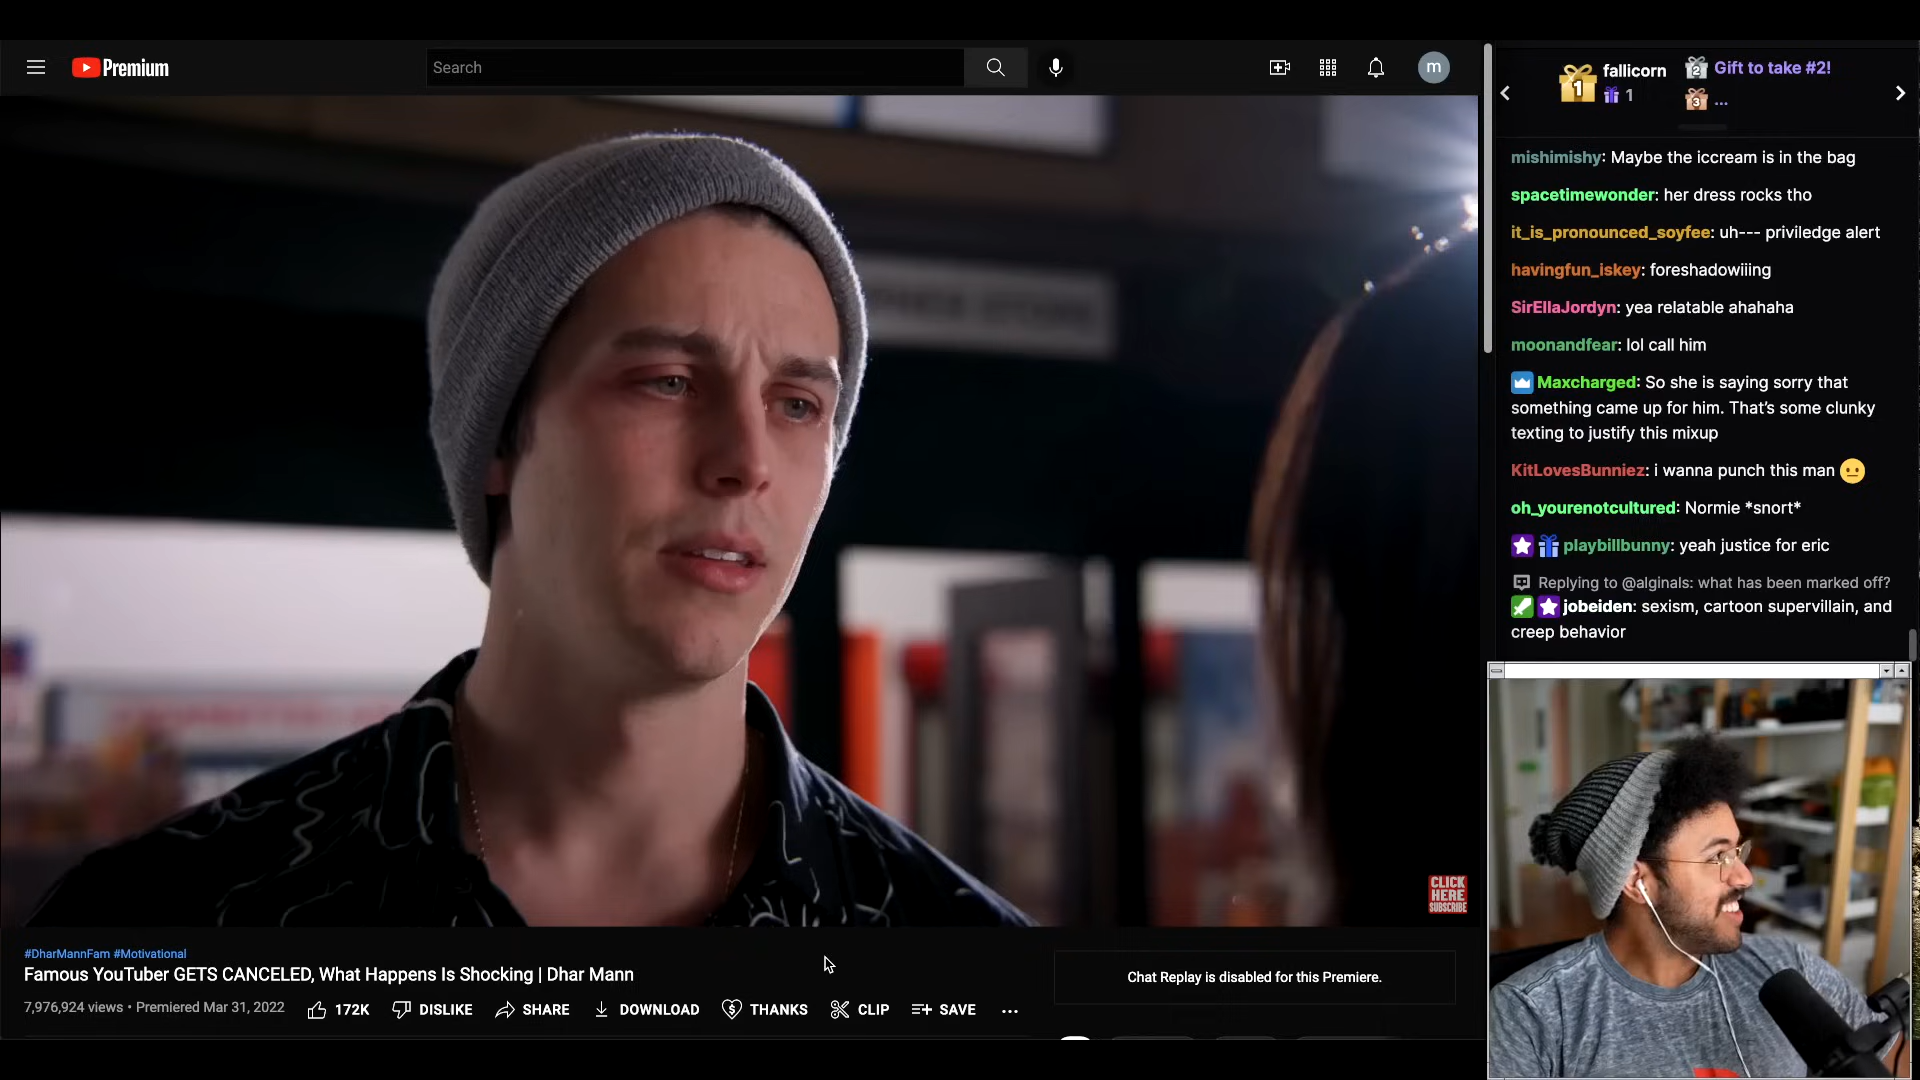 Premium
Search
m
1
fallicorn
1
2
Gift to take #2!
3
...
mishimishy: Maybe the iccream is in the bag
spacetimewonder: her dress rocks tho
it_is_pronounced_soyfee: uh--- priviledge alert
havingfun_iskey: foreshadowiiing
SirEllaJordyn: yea relatable ahahaha
moonandfear: lol call him
Maxcharged: So she is saying sorry that
something came up for him. That's some clunky
texting to justify this mixup
KitLovesBunniez: i wanna punch this man 😐
oh_yourenotcultured: Normie *snort*
playbillbunny: yeah justice for eric
Replying to @alginals: what has been marked off?
jobeiden: sexism, cartoon supervillain, and
creep behavior
CLICK
HERE
SUBSCRIBE
#DharMannFam #Motivational
Famous YouTuber GETS CANCELED, What Happens Is Shocking | Dhar Mann
7,976,924 views • Premiered Mar 31, 2022
172K
DISLIKE
SHARE
DOWNLOAD
THANKS
CLIP
SAVE
...
Chat Replay is disabled for this Premiere.